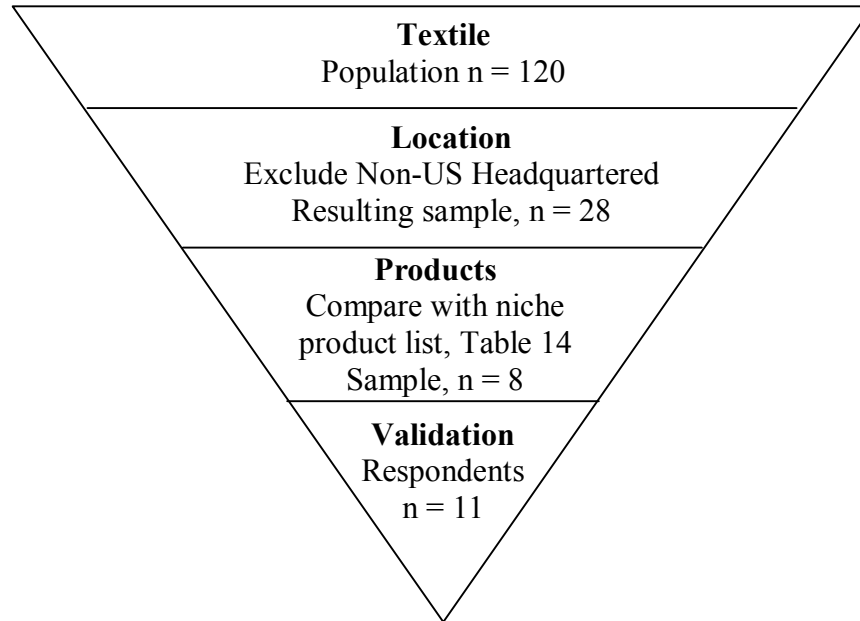 Textile
Population n = 120
Location
Exclude Non-US Headquartered
Resulting sample, n = 28
Products
Compare with niche
product list, Table 14
Sample, n = 8
Validation
Respondents
n = 11